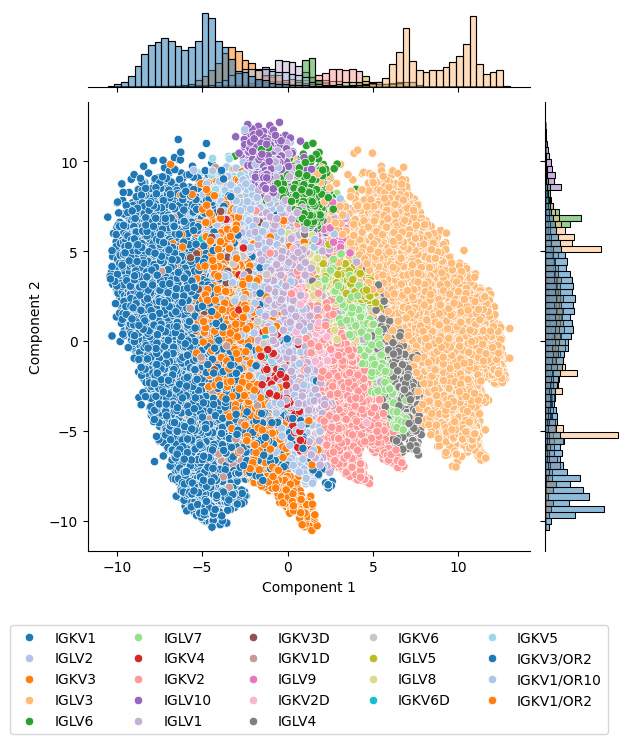 10
5
0
−5
−10
Component 2
−10 −5 0 5 10
Component 1
IGKV1 IGLV7 IGKV3D IGKV6 IGKV5
IGLV2 IGKV4 IGKV1D IGLV5 IGKV3/OR2
IGKV3 IGKV2 IGLV9 IGLV8 IGKV1/OR10
IGLV3 IGLV10 IGKV2D IGKV6D IGKV1/OR2
IGLV6 IGLV1 IGLV4